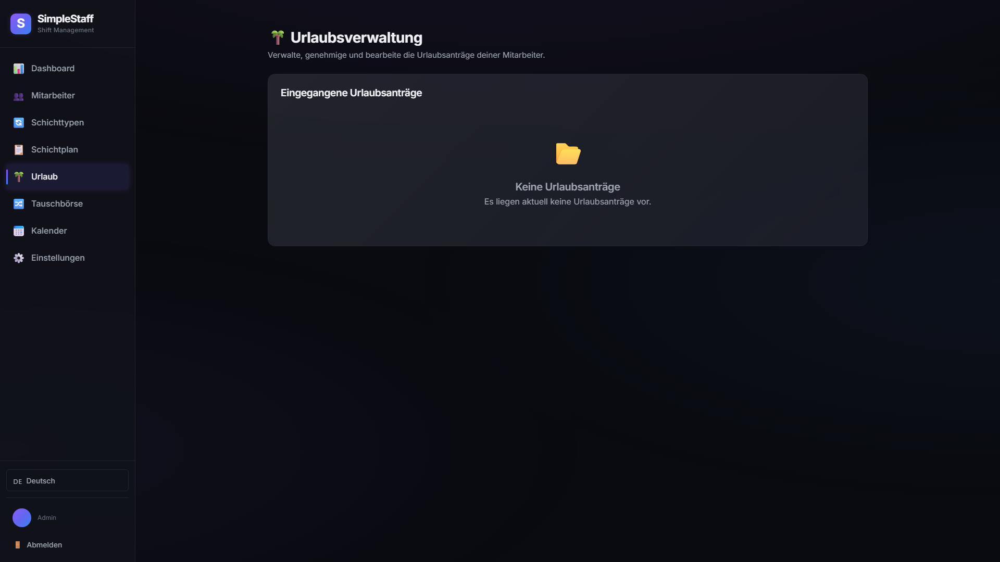 S
SimpleStaff
Shift Management
Dashboard
Mitarbeiter
Schichttypen
Schichtplan
Urlaub
Tauschbörse
Kalender
Einstellungen
DE Deutsch
Admin
Abmelden
Urlaubsverwaltung
Verwalte, genehmige und bearbeite die Urlaubsanträge deiner Mitarbeiter.
Eingegangene Urlaubsanträge
Keine Urlaubsanträge
Es liegen aktuell keine Urlaubsanträge vor.